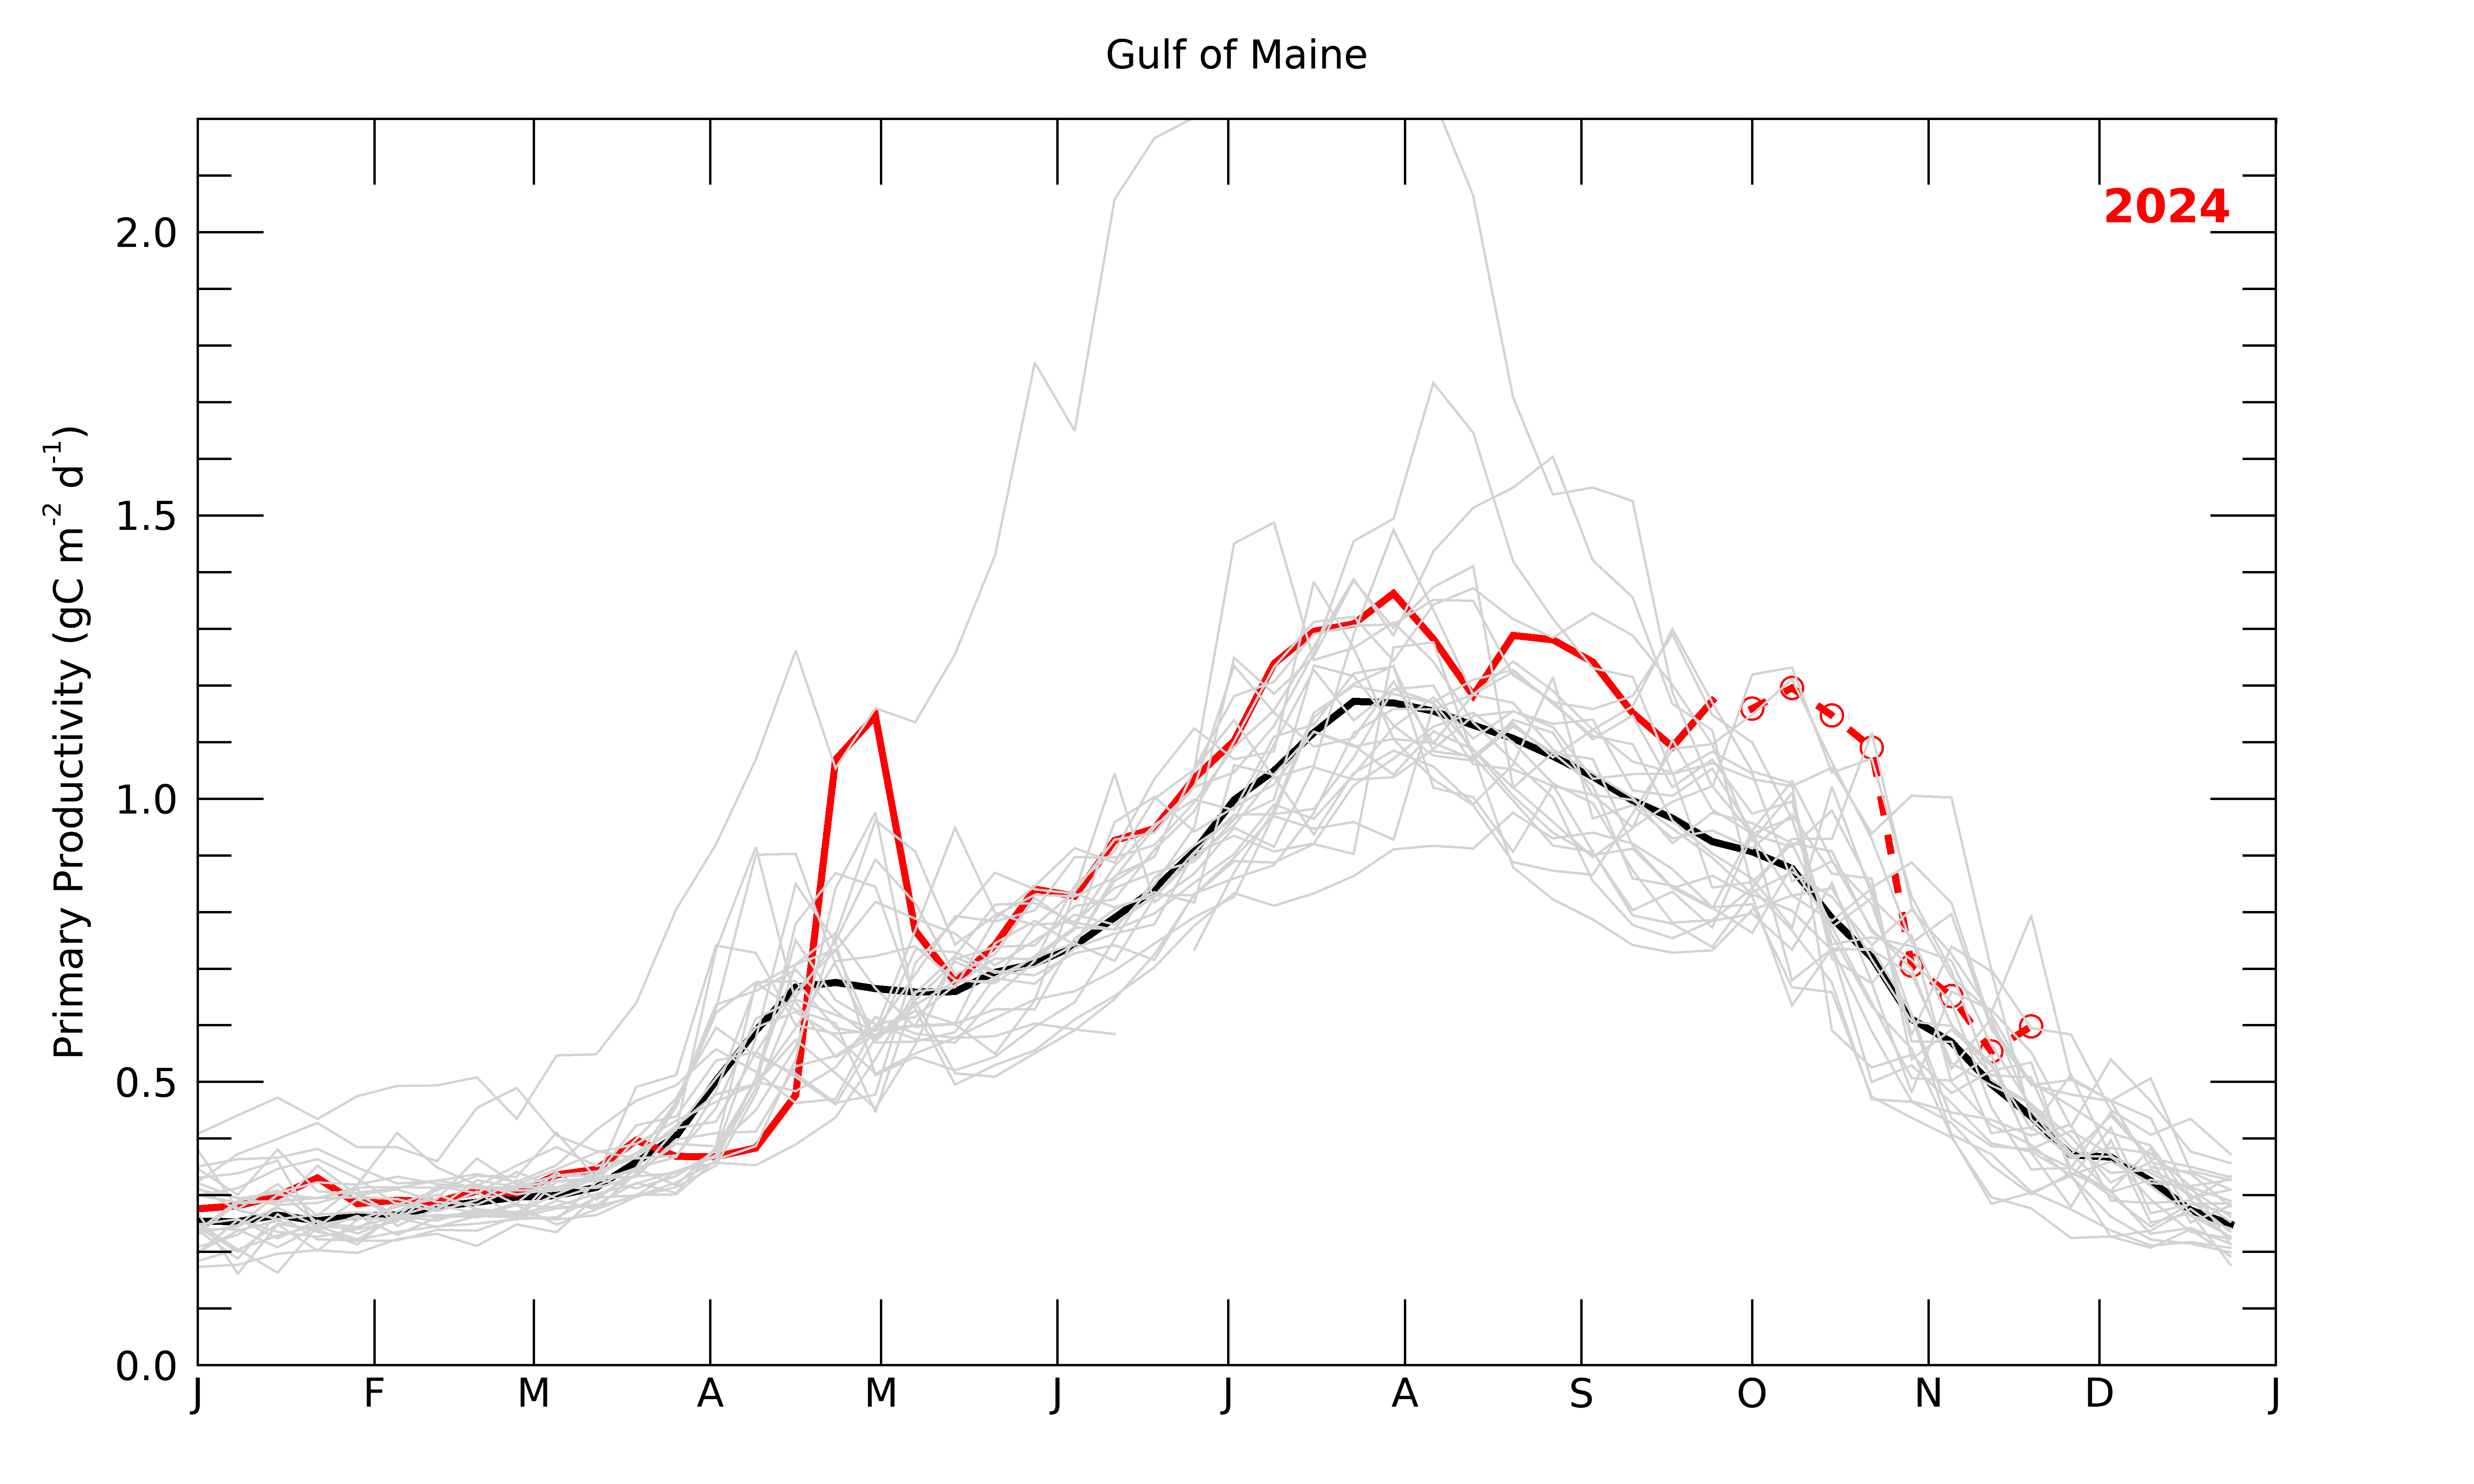 Gulf of Maine
2024
Primary Productivity (gC m-2 d-1)
2.0
1.5
1.0
0.5
0.0
J F M A M J J A S O N D J